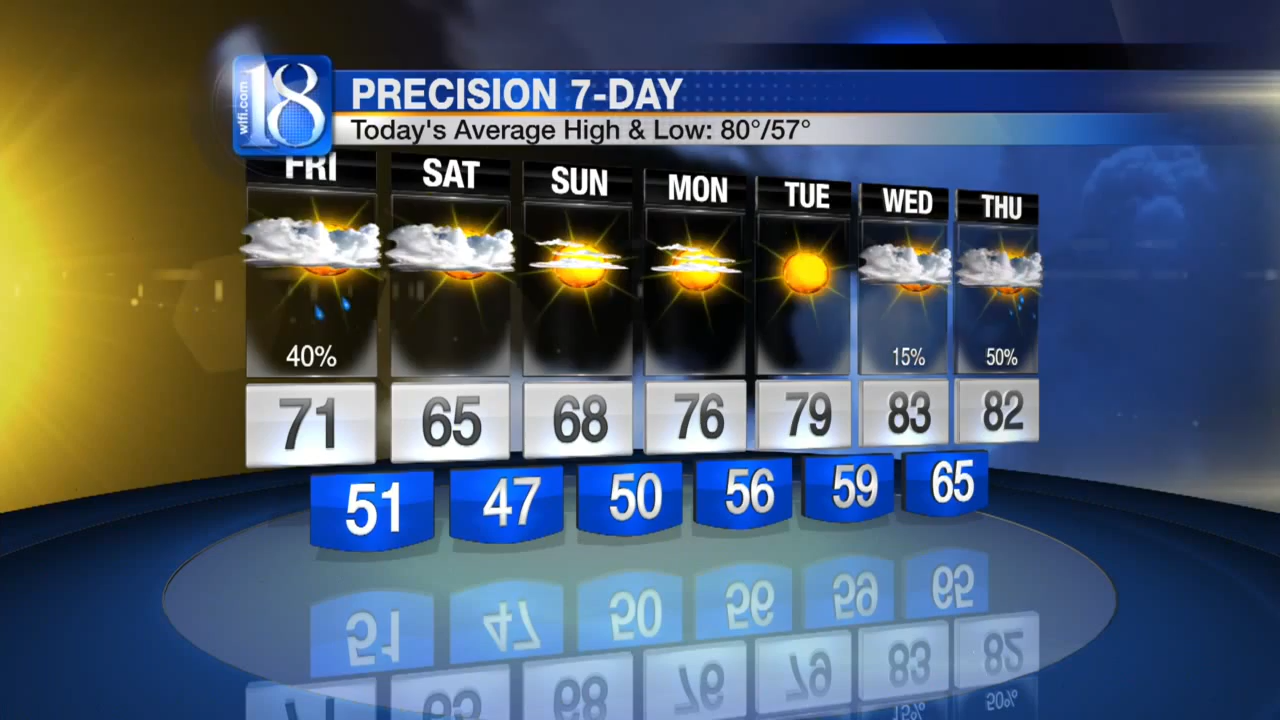 wlfi.com
18
PRECISION 7-DAY
Today's Average High & Low: 80°/57°
FRI SAT SUN MON TUE WED THU
40% 15% 50%
71 65 68 76 79 83 82
51 47 50 56 59 65